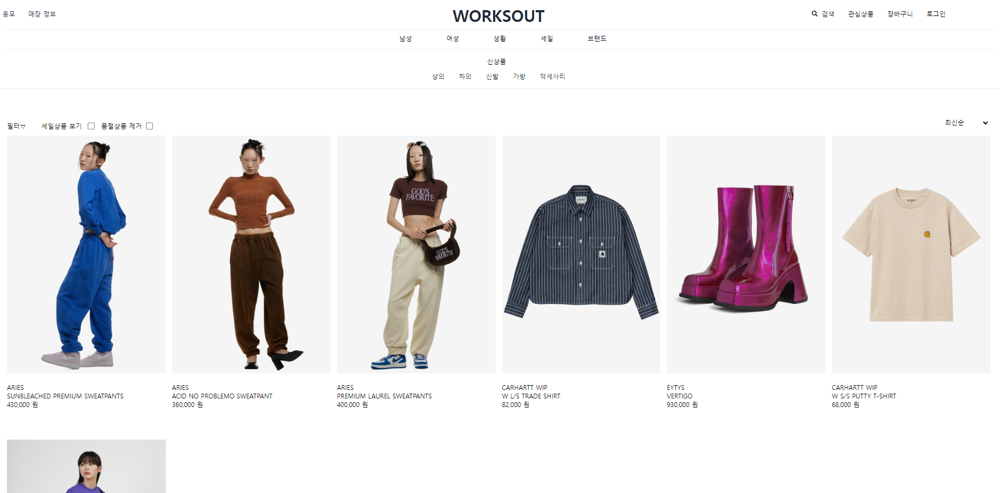 응모 매장 정보 WORKSOUT 검색 관심상품 장바구니 로그인
남성 여성 생활 세일 브랜드
신상품
상의 하의 신발 가방 악세사리
필터▽ 세일상품 보기 품절상품 제거 최신순
GOD'S
FAVORITE
GOD'S
FAVORITE
ARIES
SUNBLEACHED PREMIUM SWEATPANTS
430,000 원
ARIES
ACID NO PROBLEMO SWEATPANT
360,000 원
ARIES
PREMIUM LAUREL SWEATPANTS
400,000 원
CARHARTT WIP
W L/S TRADE SHIRT
82,000 원
EYTYS
VERTIGO
930,000 원
CARHARTT WIP
W S/S PUTTY T-SHIRT
68,000 원